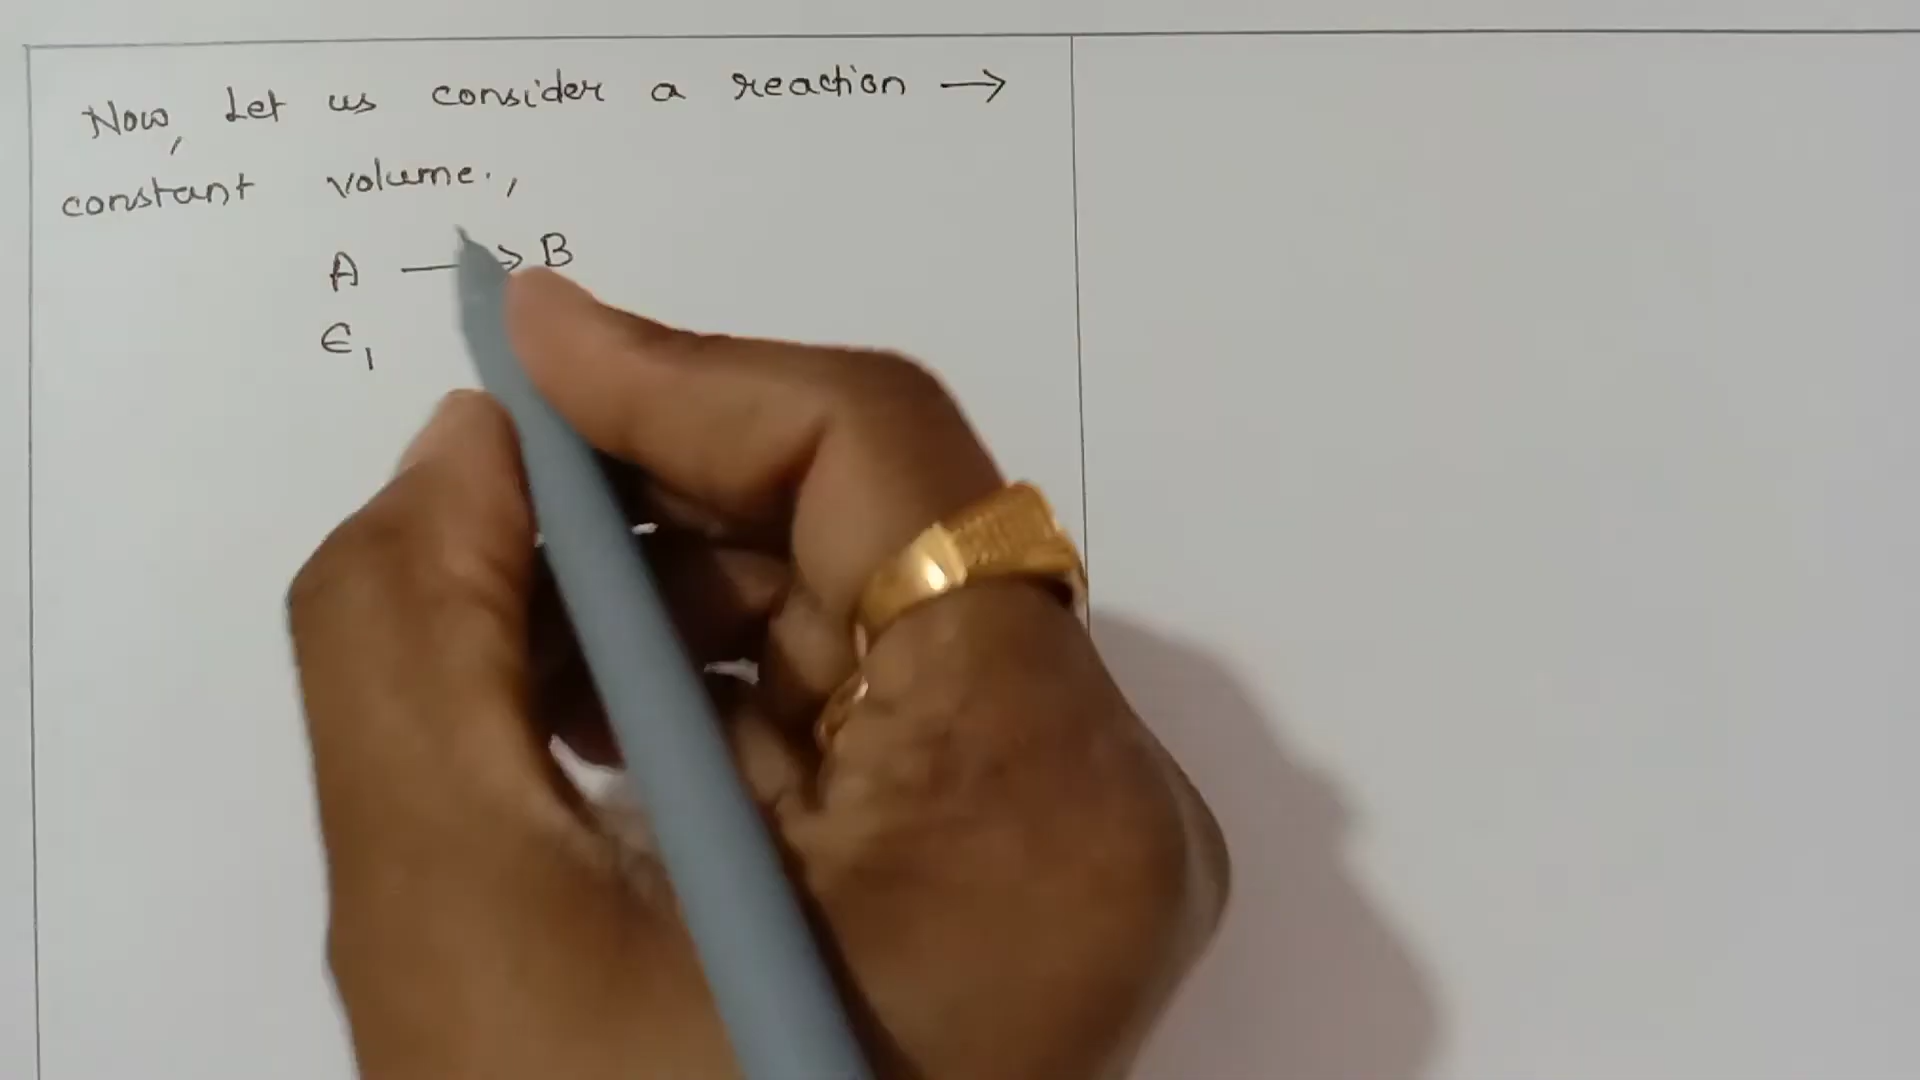 Now, Let us consider a reaction →
constant volume.,
A → B
E₁